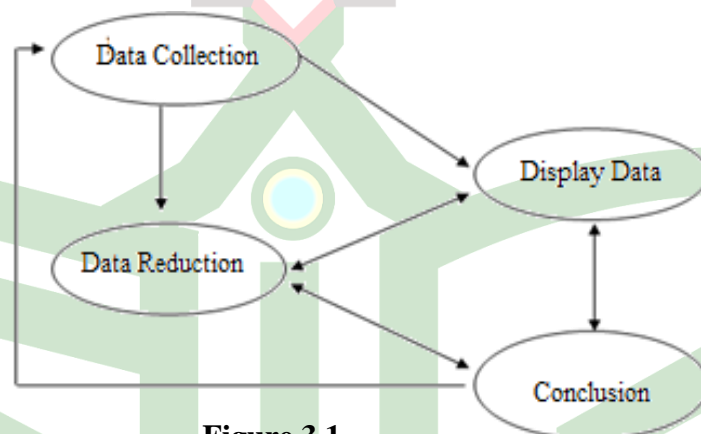 Data Collection
Display Data
Data Reduction
Conclusion
Figure 3.1